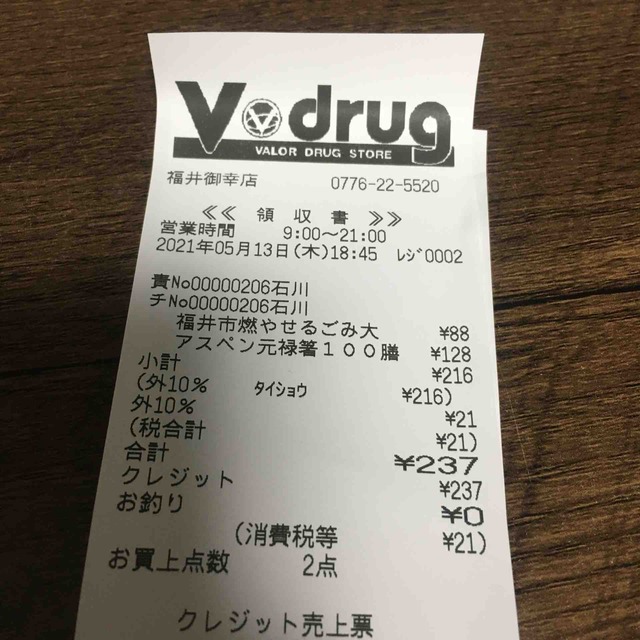 V drug
VALOR DRUG STORE
福井御幸店 0776-22-5520
≪≪ 領 収 書 ≫≫
営業時間 9:00〜21:00
2021年05月13日(木)18:45 ﾚｼﾞ0002
責No00000206石川
チNo00000206石川
福井市燃やせるごみ大 ¥88
アスペン元禄箸100膳 ¥128
小計 ¥216
(外10% タイショウ ¥216)
外10% ¥21
(税合計 ¥21)
合計 ¥237
クレジット ¥237
お釣り ¥0
(消費税等 ¥21)
お買上点数 2点
クレジット売上票